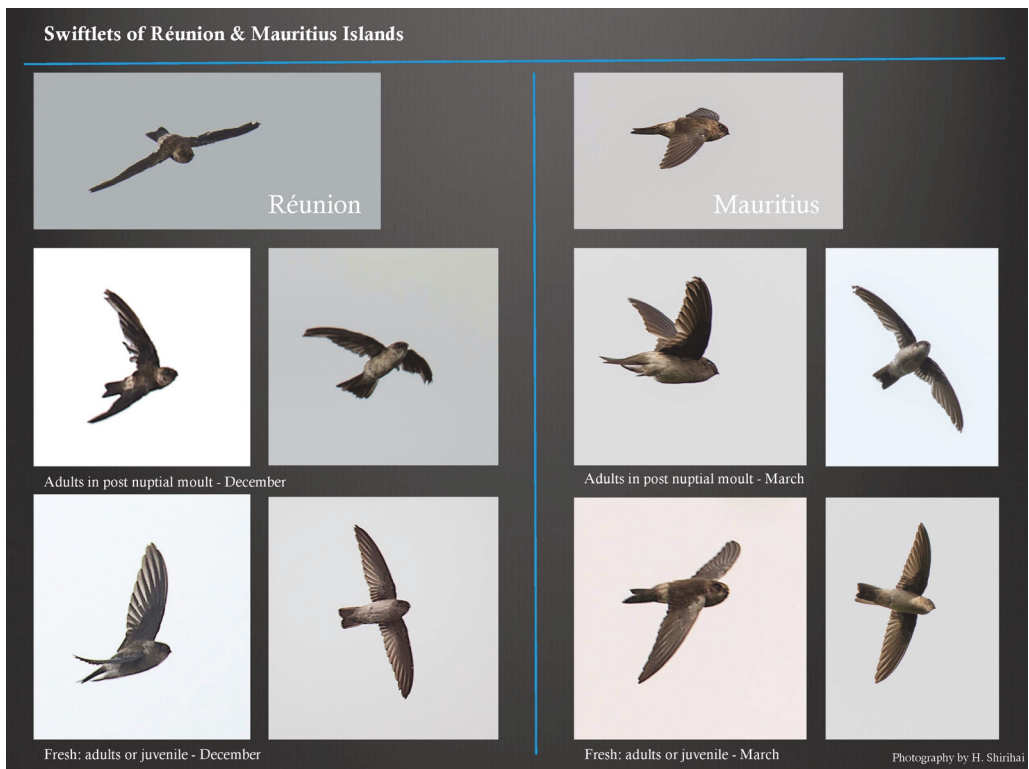 Swiftlets of Réunion & Mauritius Islands
Réunion
Mauritius
Adults in post nuptial moult - December
Adults in post nuptial moult - March
Fresh: adults or juvenile - December
Fresh: adults or juvenile - March
Photography by H. Shirihai